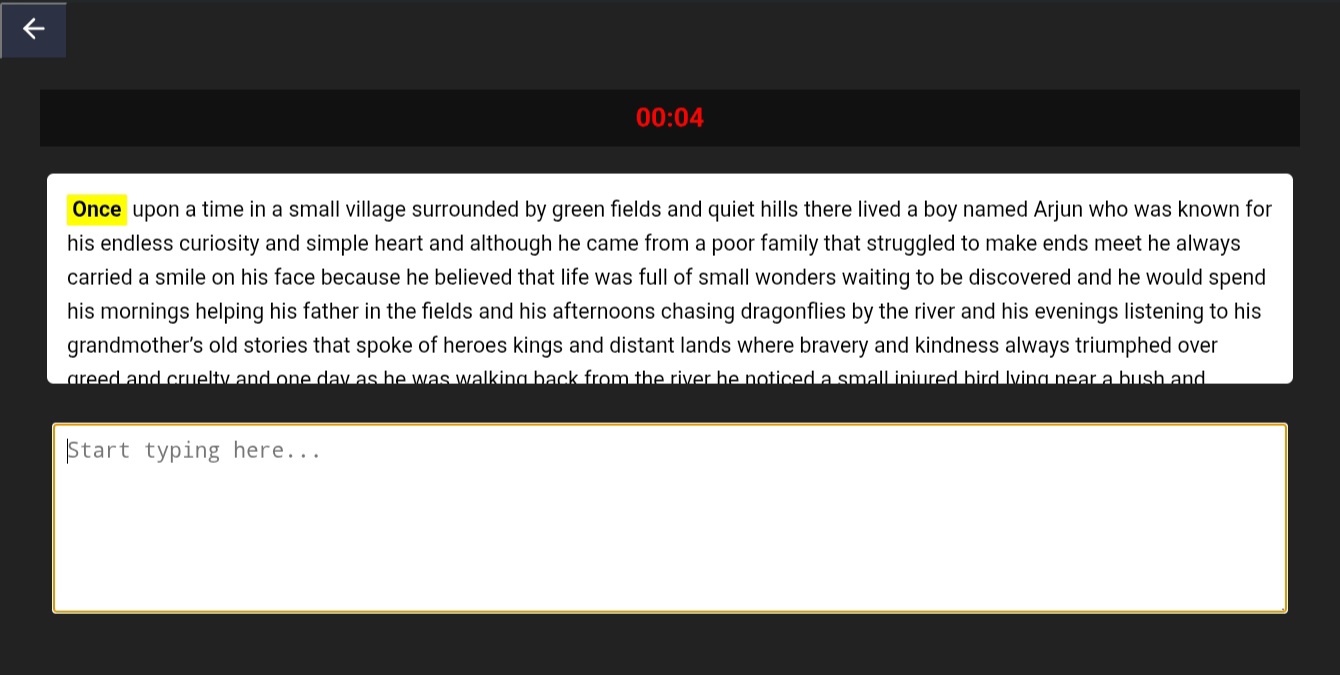 00:04
Once upon a time in a small village surrounded by green fields and quiet hills there lived a boy named Arjun who was known for
his endless curiosity and simple heart and although he came from a poor family that struggled to make ends meet he always
carried a smile on his face because he believed that life was full of small wonders waiting to be discovered and he would spend
his mornings helping his father in the fields and his afternoons chasing dragonflies by the river and his evenings listening to his
grandmother's old stories that spoke of heroes kings and distant lands where bravery and kindness always triumphed over
greed and cruelty and one day as he was walking back from the river he noticed a small injured bird lying near a bush and
Start typing here...